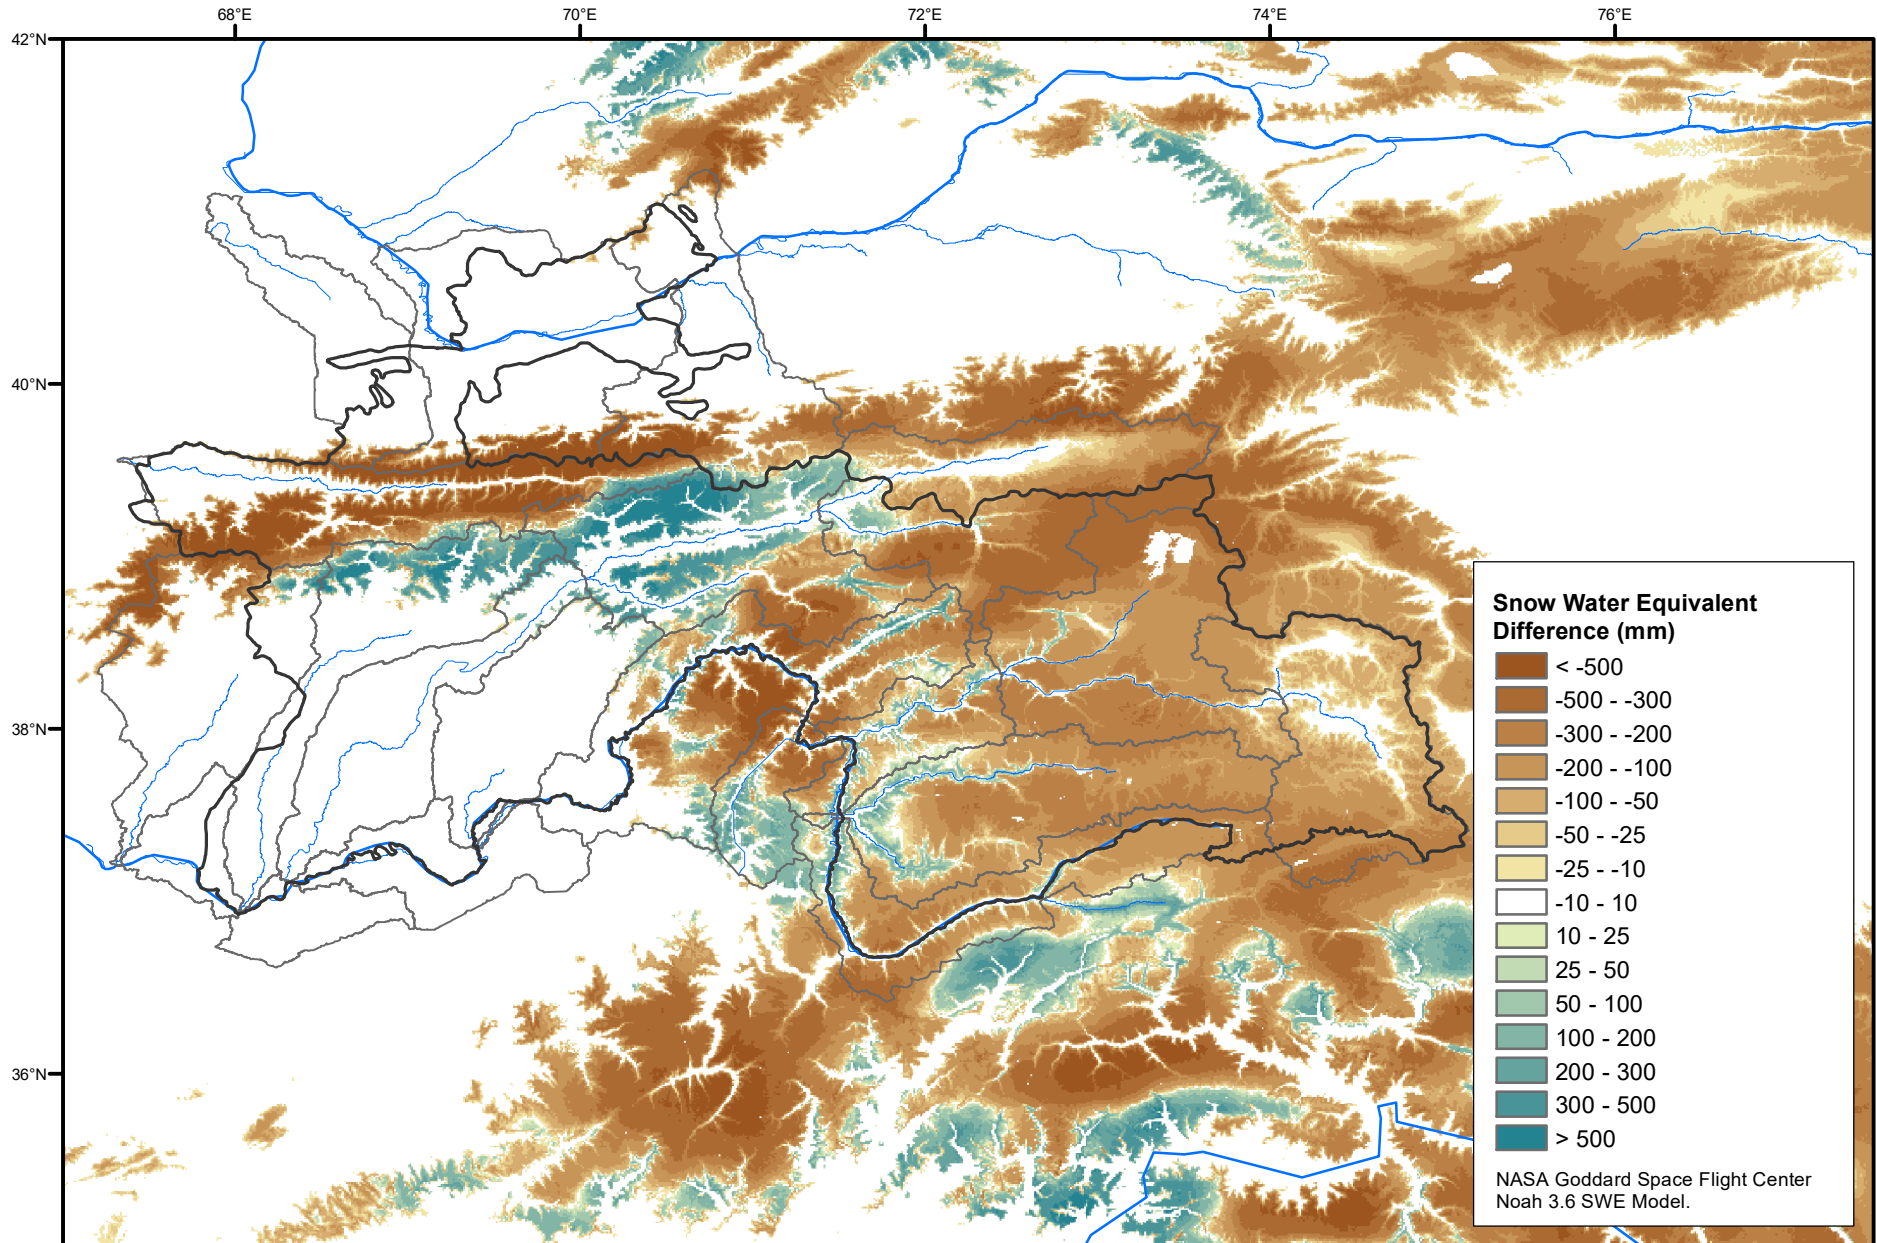 68°E
70°E
72°E
74°E
76°E
42°N
40°N
38°N
36°N
Snow Water Equivalent
Difference (mm)
< -500
-500 - -300
-300 - -200
-200 - -100
-100 - -50
-50 - -25
-25 - -10
-10 - 10
10 - 25
25 - 50
50 - 100
100 - 200
200 - 300
300 - 500
> 500
NASA Goddard Space Flight Center
Noah 3.6 SWE Model.